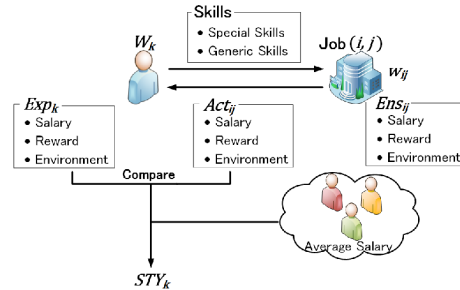 Skills
• Special Skills
• Generic Skills
W_k
Job (i, j)
w_ij
Exp_k
• Salary
• Reward
• Environment
Act_ij
• Salary
• Reward
• Environment
Ens_ij
• Salary
• Reward
• Environment
Compare
Average Salary
STY_k